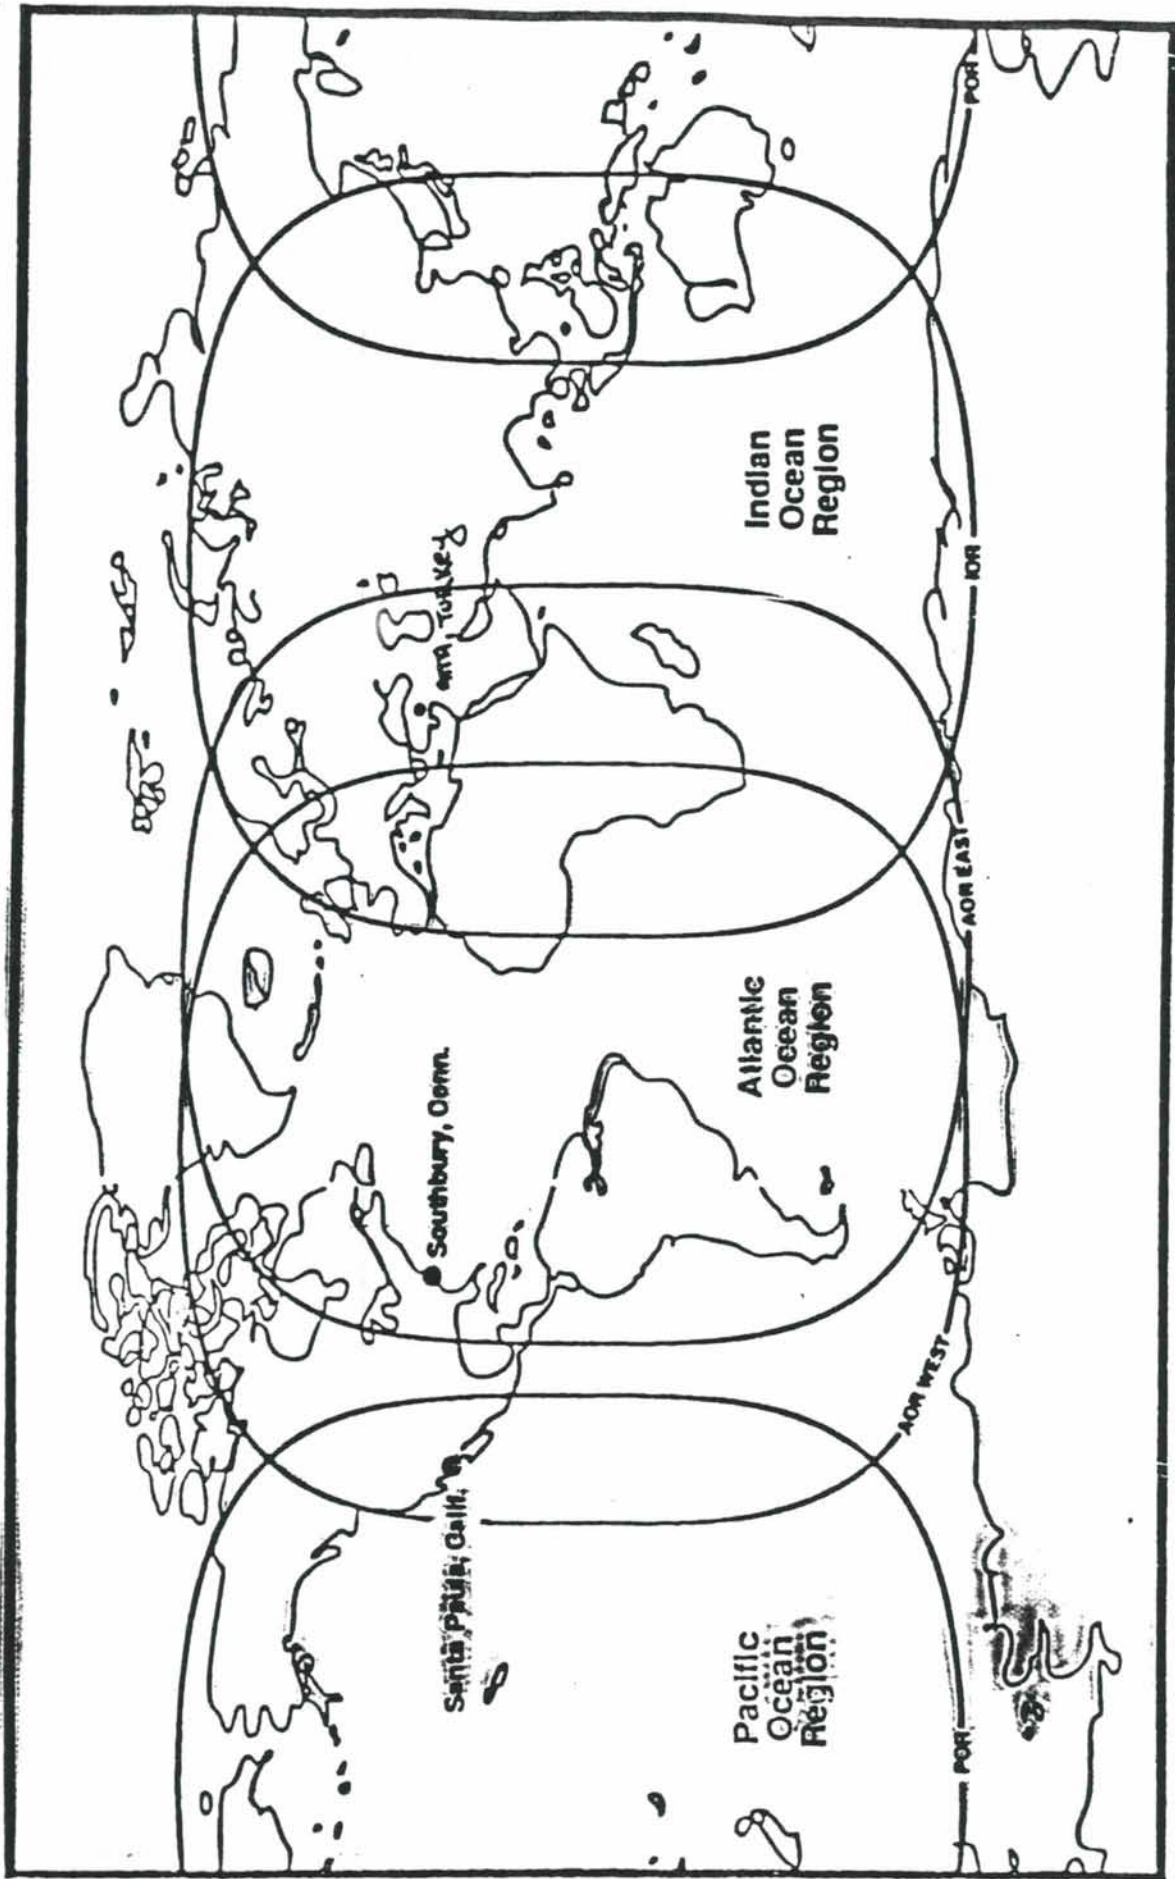 Pacific
Ocean
Region
Atlantic
Ocean
Region
Indian
Ocean
Region
Santa Paula, Calif.
Southbury, Conn.
TURKEY
POR
AOR WEST
AOR EAST
IOR
POR